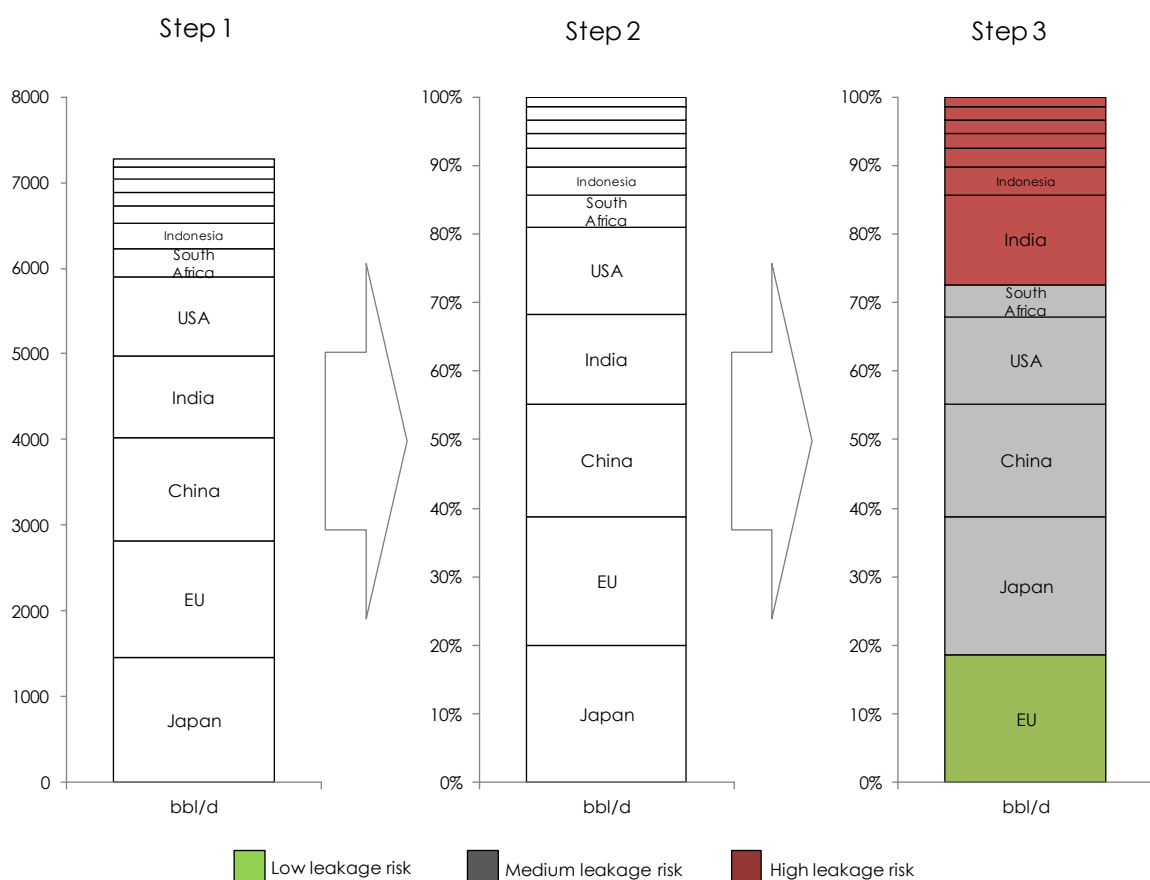 Step 1
Step 2
Step 3
8000
7000
6000
5000
4000
3000
2000
1000
0
Indonesia
South
Africa
USA
India
China
EU
Japan
bbl/d
100%
90%
80%
70%
60%
50%
40%
30%
20%
10%
0%
Indonesia
South
Africa
USA
India
China
EU
Japan
bbl/d
100%
90%
80%
70%
60%
50%
40%
30%
20%
10%
0%
Indonesia
India
South
Africa
USA
China
Japan
EU
bbl/d
Low leakage risk
Medium leakage risk
High leakage risk